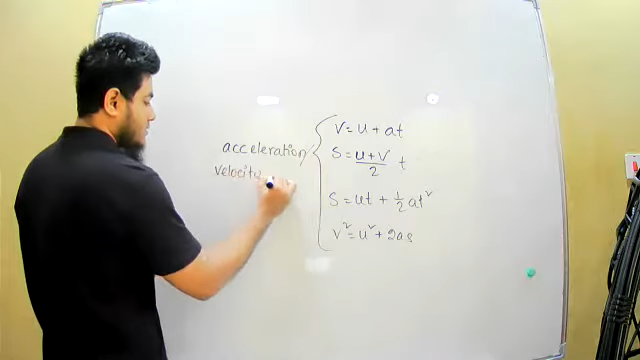 acceleration
velocity
V = u + at
S = (u+v)/2 t
S = ut + 1/2 at²
v² = u² + 2as